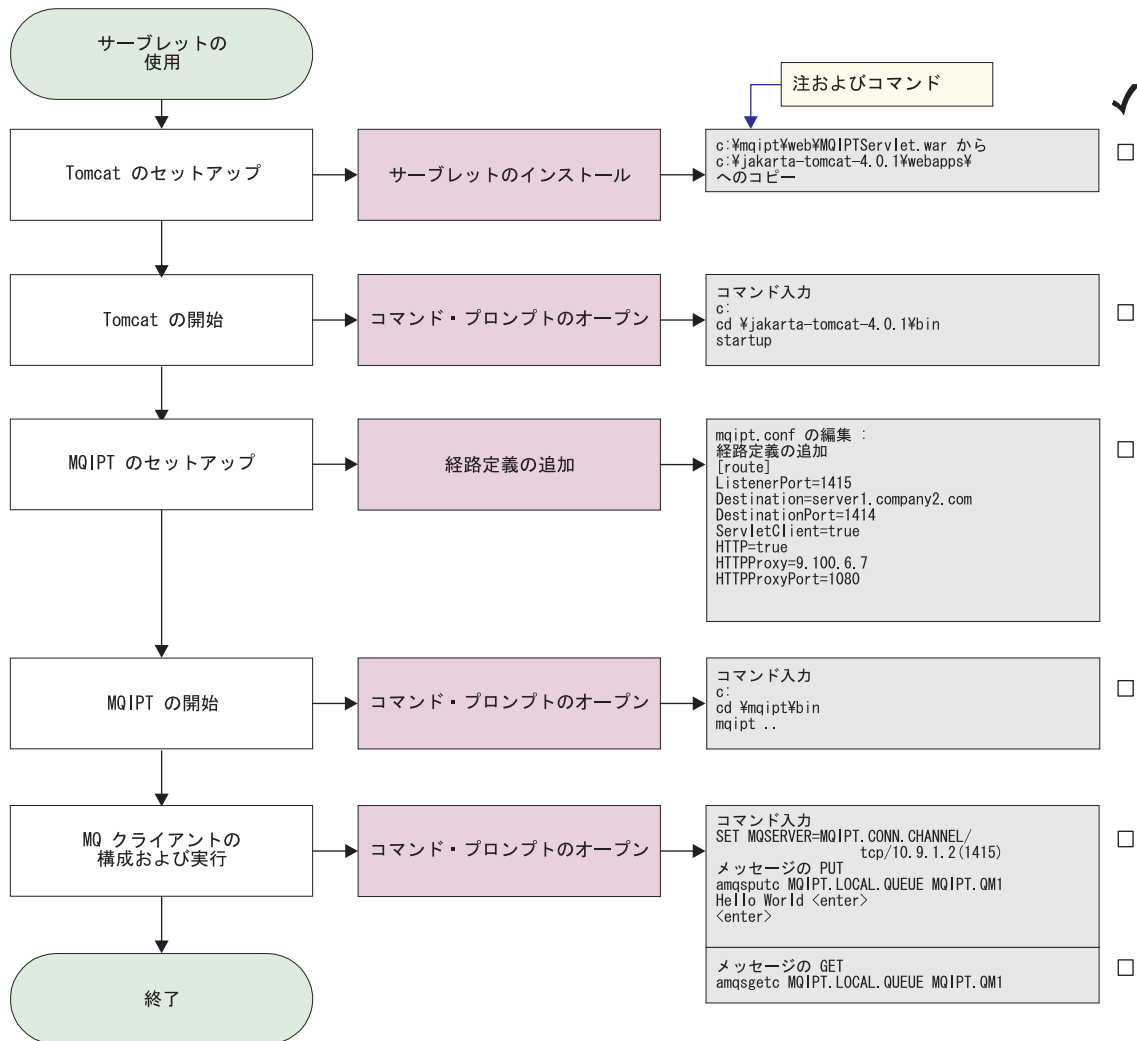 サーブレットの
使用
注およびコマンド
Tomcat のセットアップ
サーブレットのインストール
c:¥mqipt¥web¥MQIPTServlet.war から
c:¥jakarta-tomcat-4.0.1¥webapps¥
へのコピー
Tomcat の開始
コマンド・プロンプトのオープン
コマンド入力
c:
cd ¥jakarta-tomcat-4.0.1¥bin
startup
MQIPT のセットアップ
経路定義の追加
mqipt.conf の編集 :
経路定義の追加
[route]
ListenerPort=1415
Destination=server1.company2.com
DestinationPort=1414
ServletClient=true
HTTP=true
HTTPProxy=9.100.6.7
HTTPProxyPort=1080
MQIPT の開始
コマンド・プロンプトのオープン
コマンド入力
c:
cd ¥mqipt¥bin
mqipt ..
MQ クライアントの
構成および実行
コマンド・プロンプトのオープン
コマンド入力
SET MQSERVER=MQIPT.CONN.CHANNEL/
tcp/10.9.1.2(1415)
メッセージの PUT
amqsputc MQIPT.LOCAL.QUEUE MQIPT.QM1
Hello World <enter>
<enter>
メッセージの GET
amqsgetc MQIPT.LOCAL.QUEUE MQIPT.QM1
終了